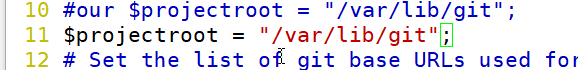 10 #our $projectroot = "/var/lib/git";
11 $projectroot = "/var/lib/git";
12 # Set the list of git base URLs used for